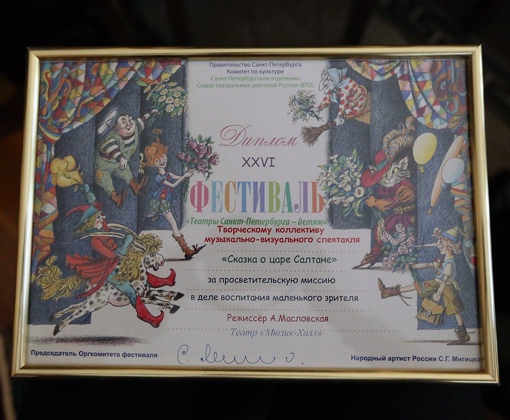 Правительство Санкт-Петербурга
Комитет по культуре
Санкт-Петербургское отделение
Союза театральных деятелей России (ВТО)
Диплом
XXVI
ФЕСТИВАЛЬ
«Театры Санкт-Петербурга – детям»
Творческому коллективу
музыкально-визуального спектакля
«Сказка о царе Салтане»
за просветительскую миссию
в деле воспитания маленького зрителя
Режиссёр А.Масловская
Театр «Мюзик-Холл»
Председатель Оргкомитета фестиваля
Народный артист России С.Г. Мигицко